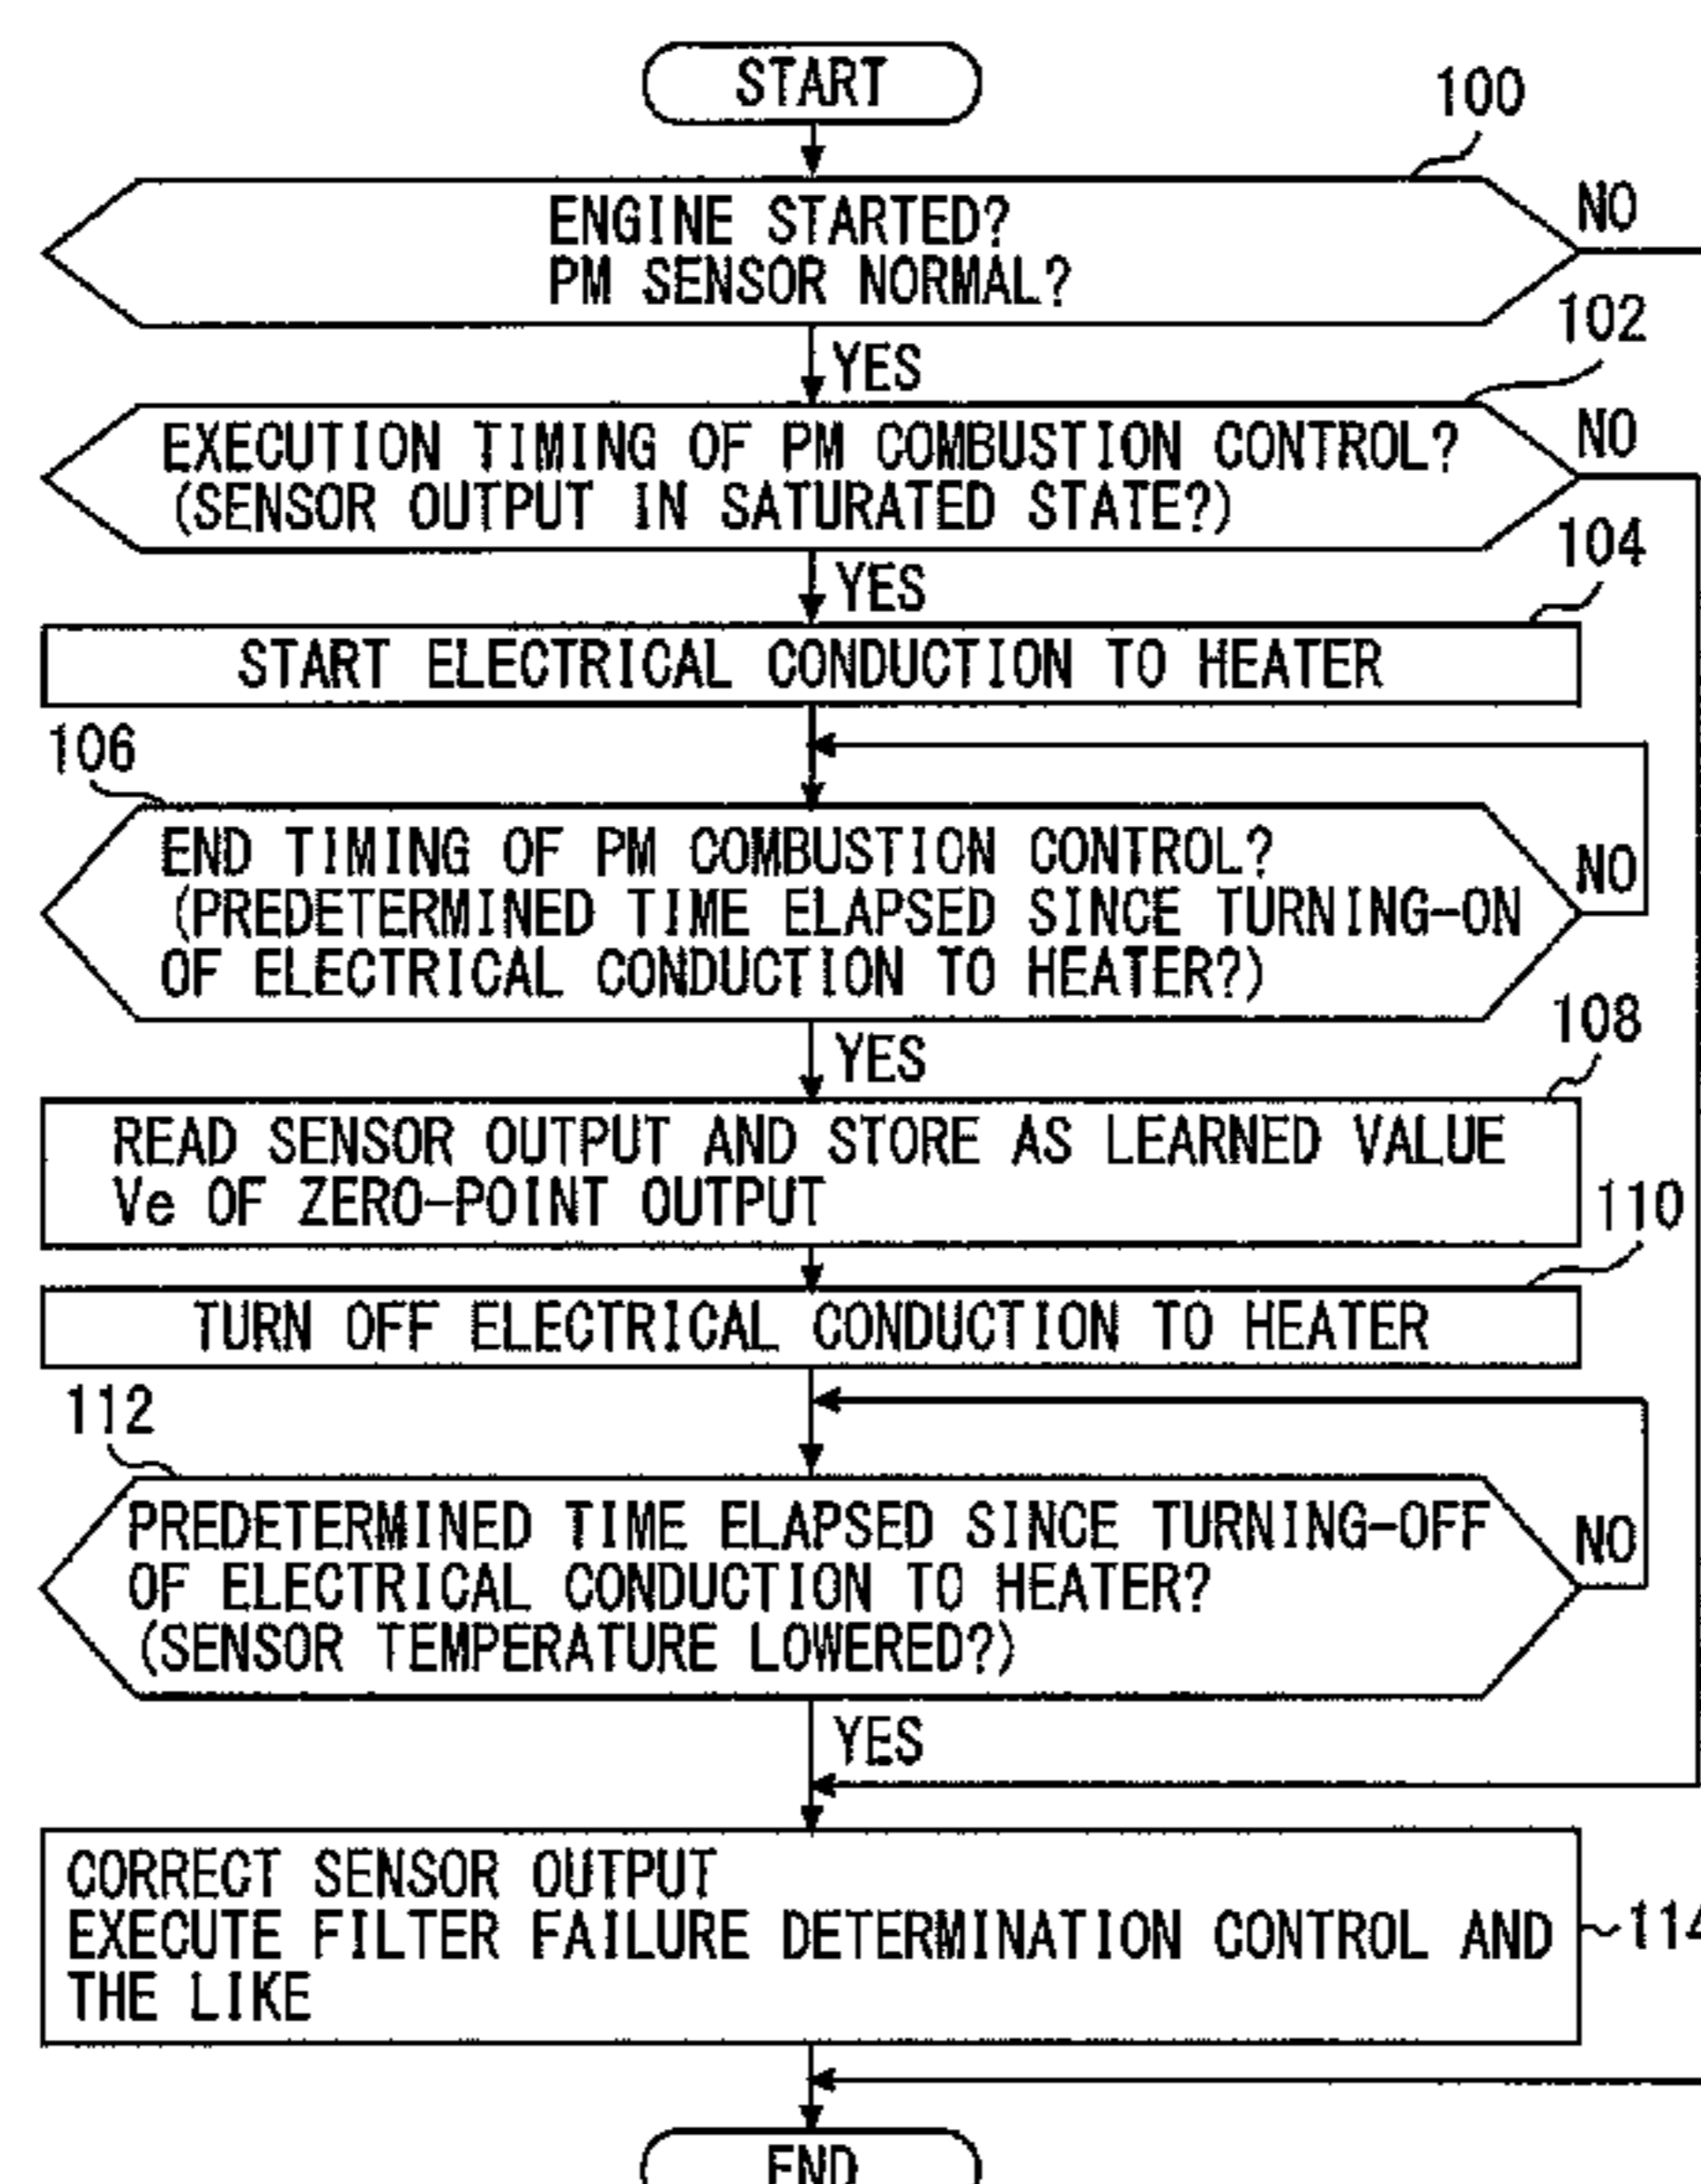 START
100
ENGINE STARTED?
PM SENSOR NORMAL?
NO
YES
102
EXECUTION TIMING OF PM COMBUSTION CONTROL?
(SENSOR OUTPUT IN SATURATED STATE?)
NO
YES
104
START ELECTRICAL CONDUCTION TO HEATER
106
END TIMING OF PM COMBUSTION CONTROL?
(PREDETERMINED TIME ELAPSED SINCE TURNING-ON
OF ELECTRICAL CONDUCTION TO HEATER?)
NO
YES
108
READ SENSOR OUTPUT AND STORE AS LEARNED VALUE
Ve OF ZERO-POINT OUTPUT
110
TURN OFF ELECTRICAL CONDUCTION TO HEATER
112
PREDETERMINED TIME ELAPSED SINCE TURNING-OFF
OF ELECTRICAL CONDUCTION TO HEATER?
(SENSOR TEMPERATURE LOWERED?)
NO
YES
CORRECT SENSOR OUTPUT
EXECUTE FILTER FAILURE DETERMINATION CONTROL AND
THE LIKE
114
END